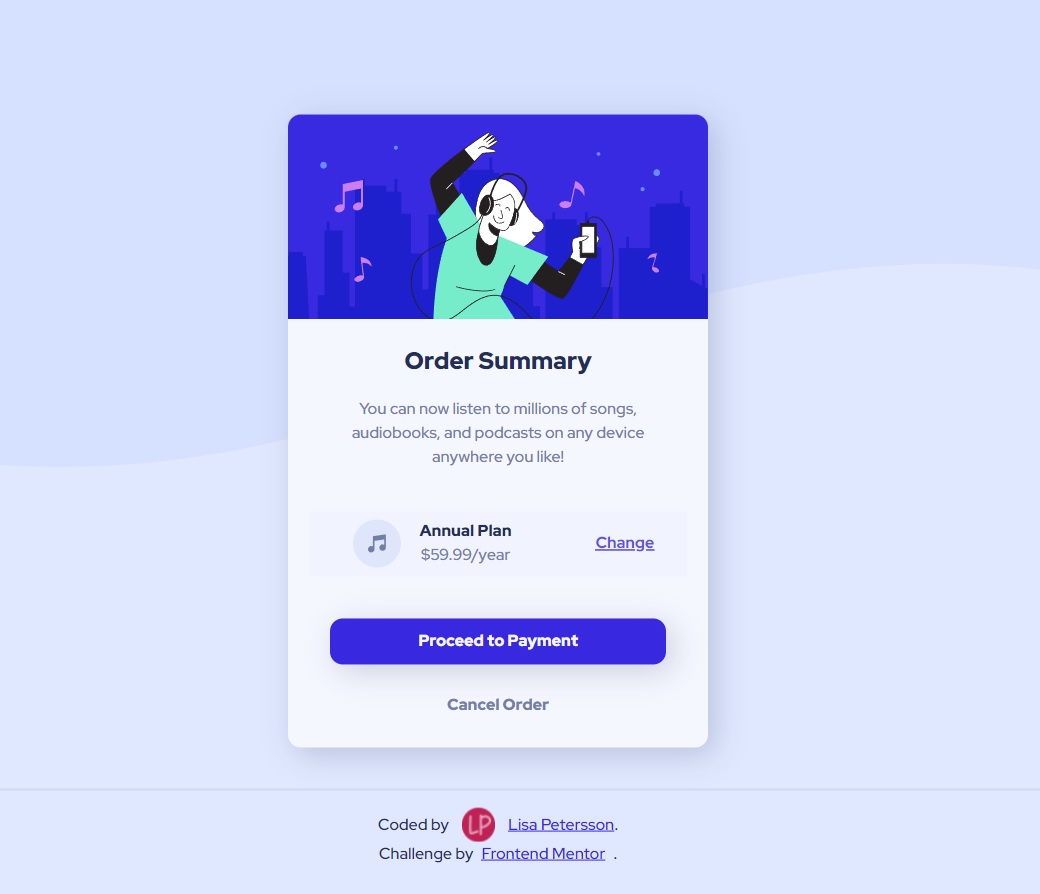 Order Summary
You can now listen to millions of songs,
audiobooks, and podcasts on any device
anywhere you like!
Annual Plan
$59.99/year
Change
Proceed to Payment
Cancel Order
Coded by LP Lisa Petersson.
Challenge by Frontend Mentor .